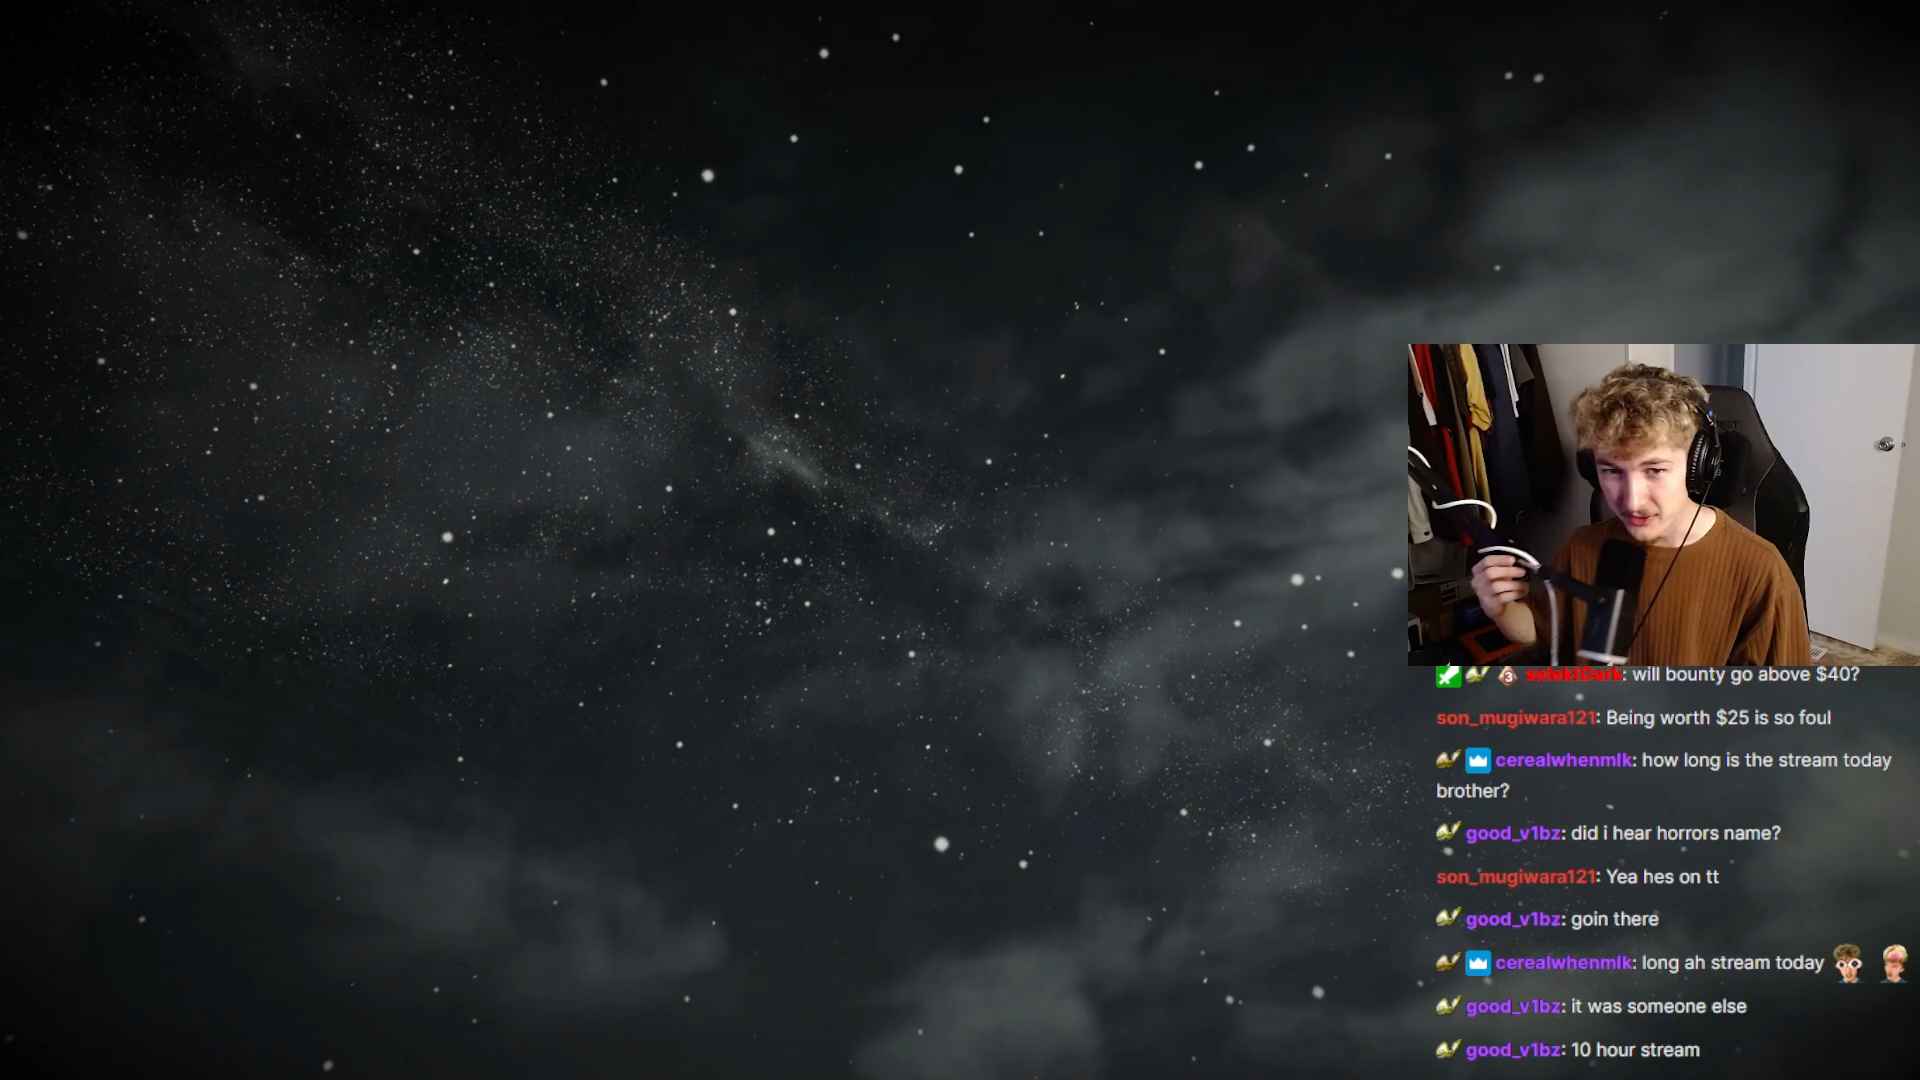 selektDark: will bounty go above $40?
son_mugiwara121: Being worth $25 is so foul
cerealwhenmlk: how long is the stream today
brother?
good_v1bz: did i hear horrors name?
son_mugiwara121: Yea hes on tt
good_v1bz: goin there
cerealwhenmlk: long ah stream today
good_v1bz: it was someone else
good_v1bz: 10 hour stream